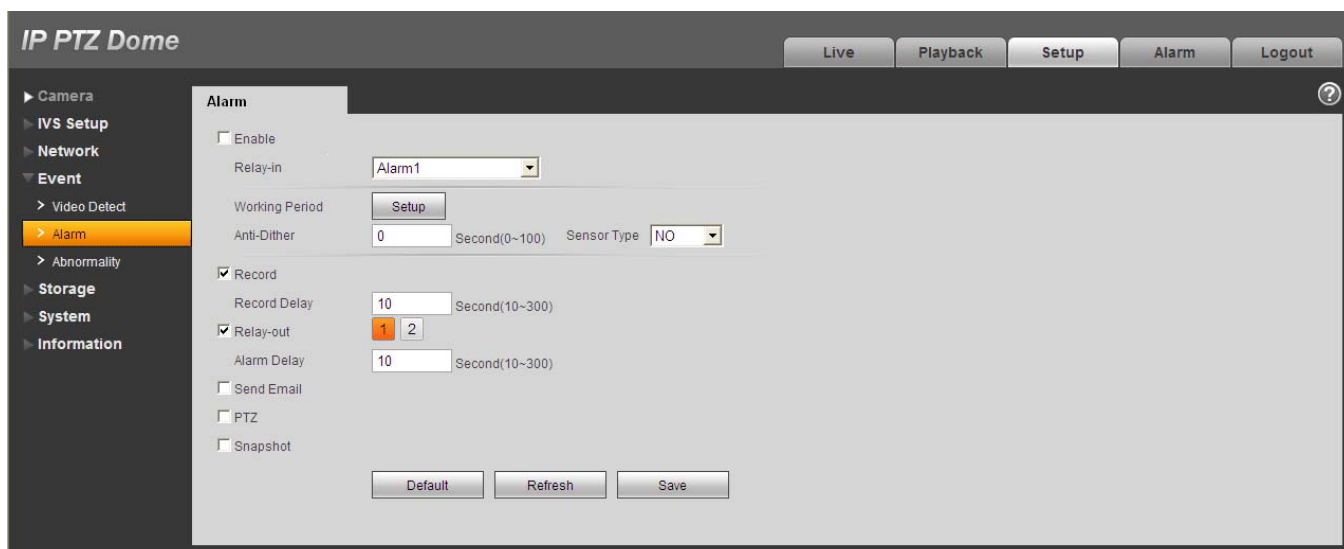 IP PTZ Dome
Live Playback Setup Alarm Logout
Camera
IVS Setup
Network
Event
> Video Detect
> Alarm
> Abnormality
Storage
System
Information
?
Alarm
Enable
Relay-in Alarm1
Working Period Setup
Anti-Dither 0 Second(0~100) Sensor Type NO
Record
Record Delay 10 Second(10~300)
Relay-out 1 2
Alarm Delay 10 Second(10~300)
Send Email
PTZ
Snapshot
Default Refresh Save